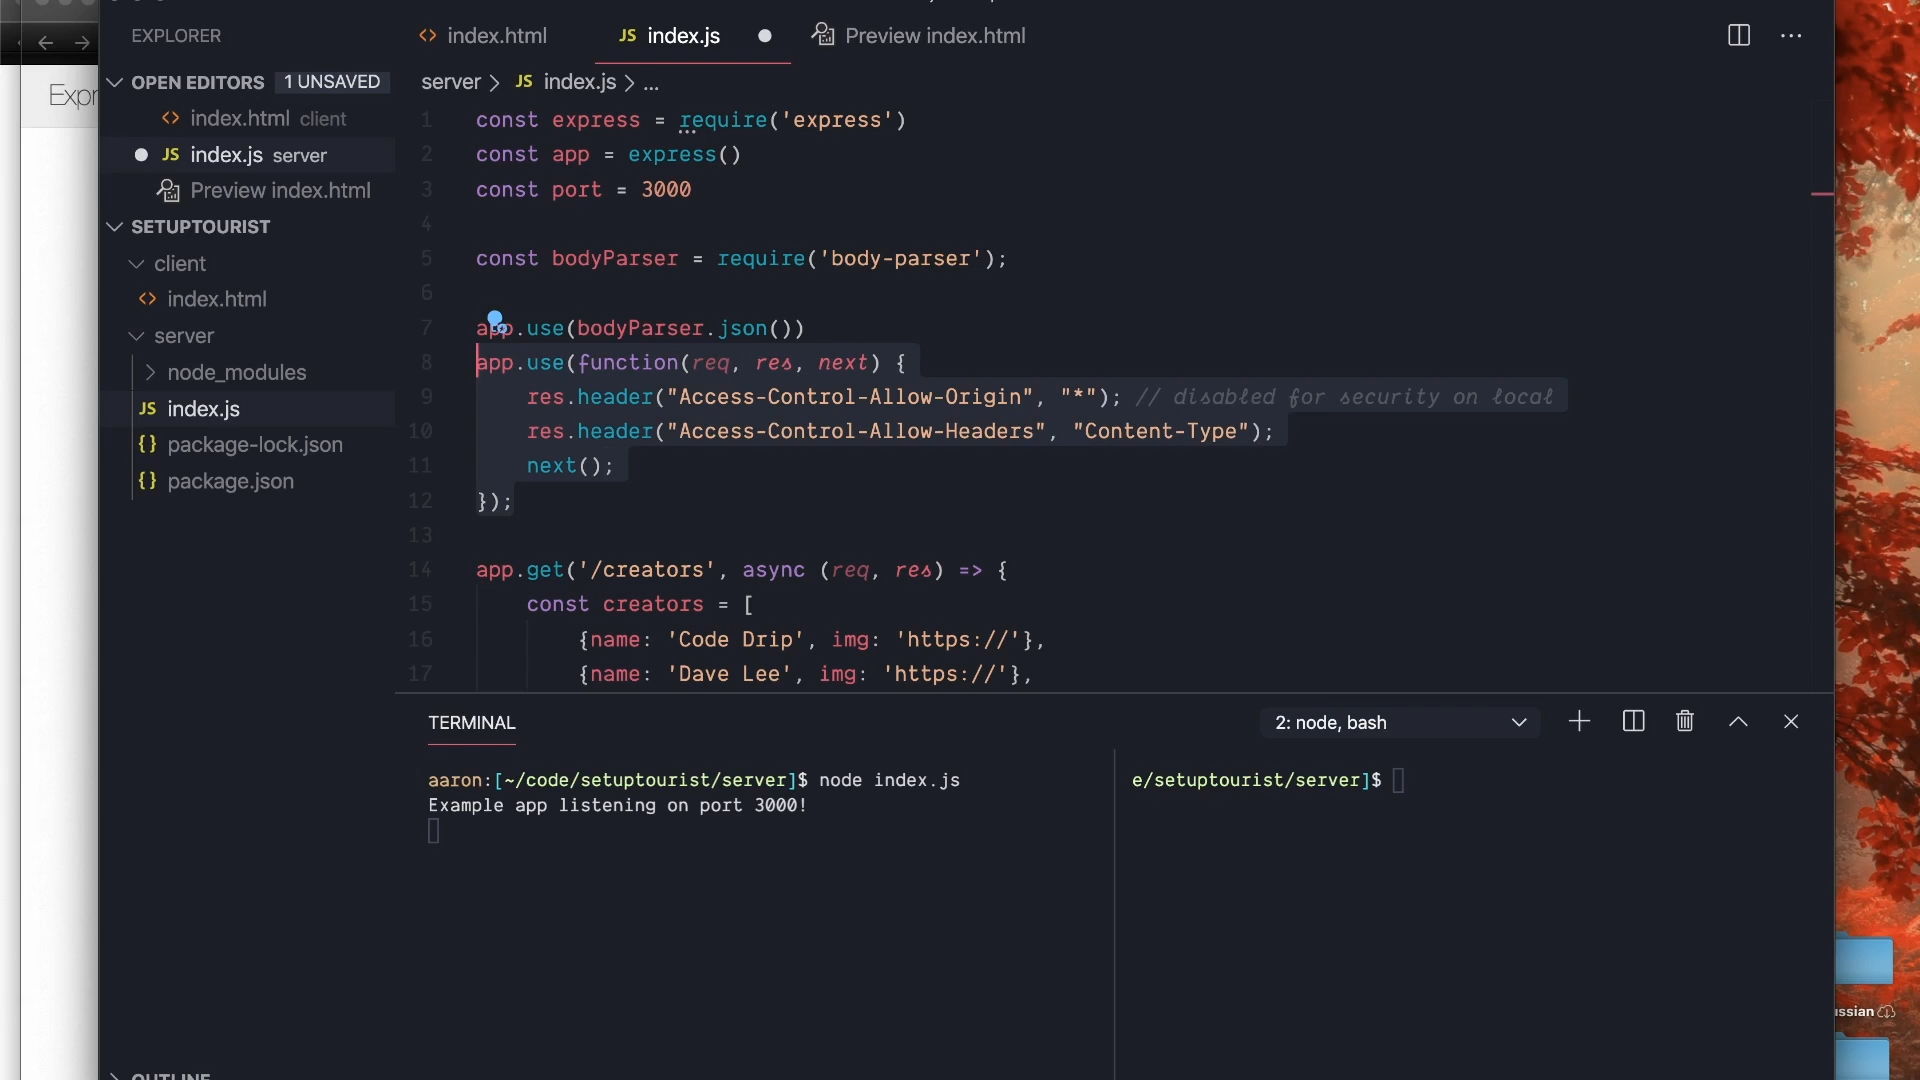 EXPLORER
OPEN EDITORS 1 UNSAVED
index.html client
JS index.js server
Preview index.html
SETUPTOURIST
client
index.html
server
node_modules
JS index.js
{} package-lock.json
{} package.json
index.html
JS index.js
Preview index.html
server > JS index.js > ...
1 const express = require('express')
2 const app = express()
3 const port = 3000
4
5 const bodyParser = require('body-parser');
6
7 app.use(bodyParser.json())
8 app.use(function(req, res, next) {
9 res.header("Access-Control-Allow-Origin", "*"); // disabled for security on local
10 res.header("Access-Control-Allow-Headers", "Content-Type");
11 next();
12 });
13
14 app.get('/creators', async (req, res) => {
15 const creators = [
16 {name: 'Code Drip', img: 'https://'},
17 {name: 'Dave Lee', img: 'https://'},
TERMINAL
2: node, bash
aaron:[~/code/setuptourist/server]$ node index.js
Example app listening on port 3000!
e/setuptourist/server]$
OUTLINE
Expr
ssian